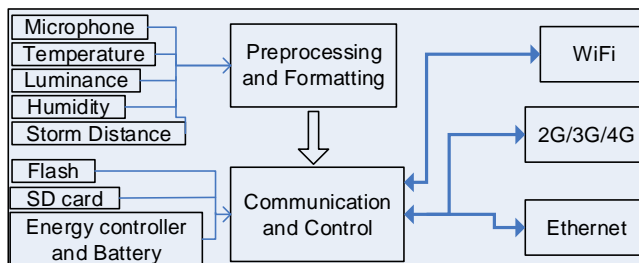 Microphone
Temperature
Luminance
Humidity
Storm Distance
Preprocessing
and Formatting
WiFi
2G/3G/4G
Flash
SD card
Energy controller
and Battery
Communication
and Control
Ethernet